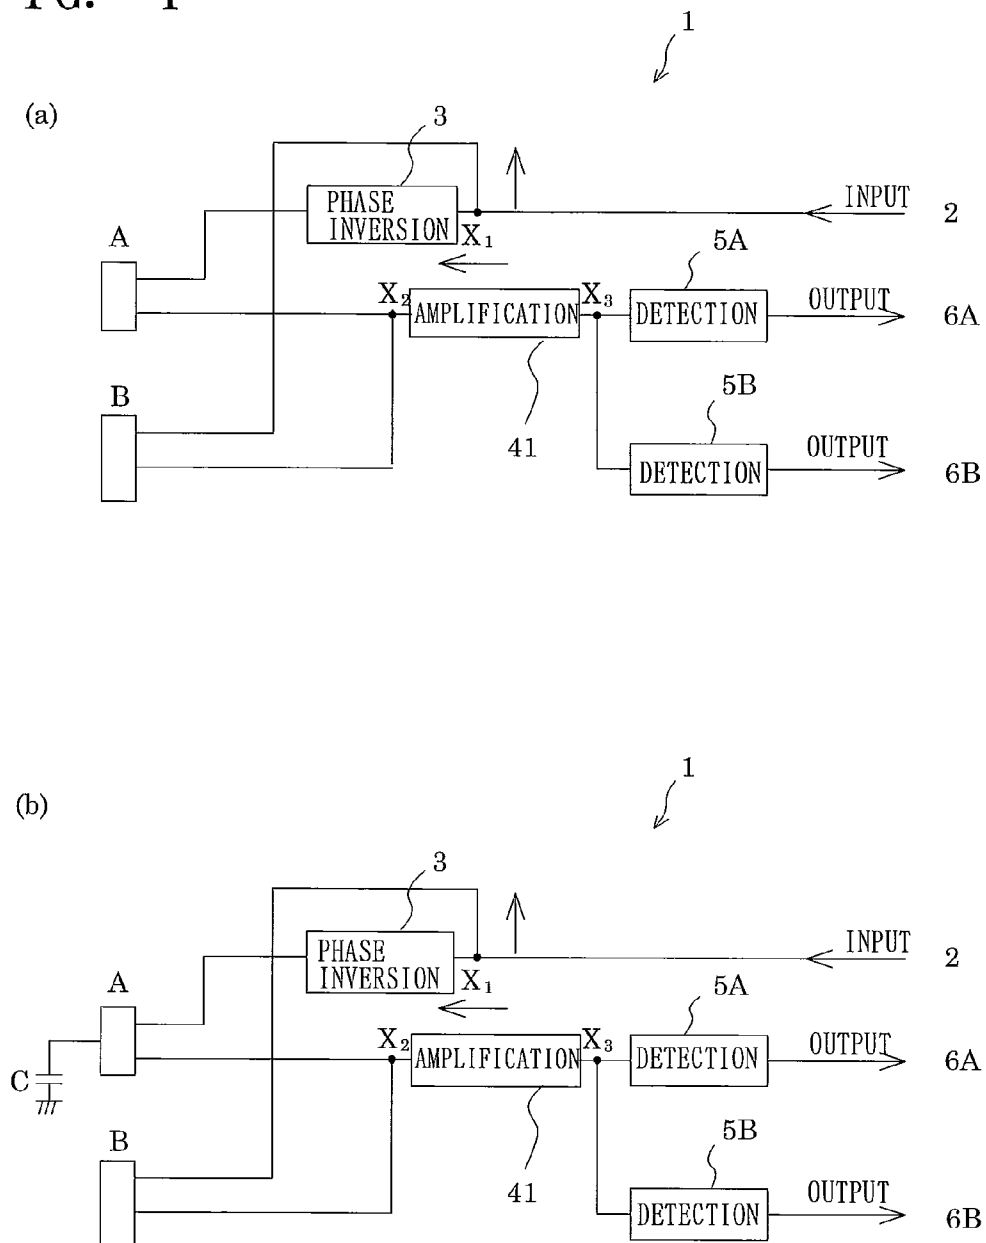 (a)
1
3
PHASE
INVERSION
INPUT
2
X₁
A
X₂
AMPLIFICATION
X₃
5A
DETECTION
OUTPUT
6A
B
41
5B
DETECTION
OUTPUT
6B
(b)
1
3
PHASE
INVERSION
INPUT
2
X₁
A
C
X₂
AMPLIFICATION
X₃
5A
DETECTION
OUTPUT
6A
B
41
5B
DETECTION
OUTPUT
6B